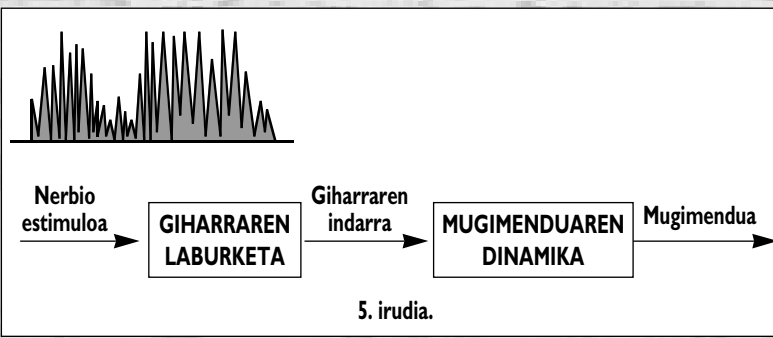 Nerbio
estimuloa
GIHARRAREN
LABURKETA
Giharraren
indarra
MUGIMENDUAREN
DINAMIKA
Mugimendua
5. irudia.